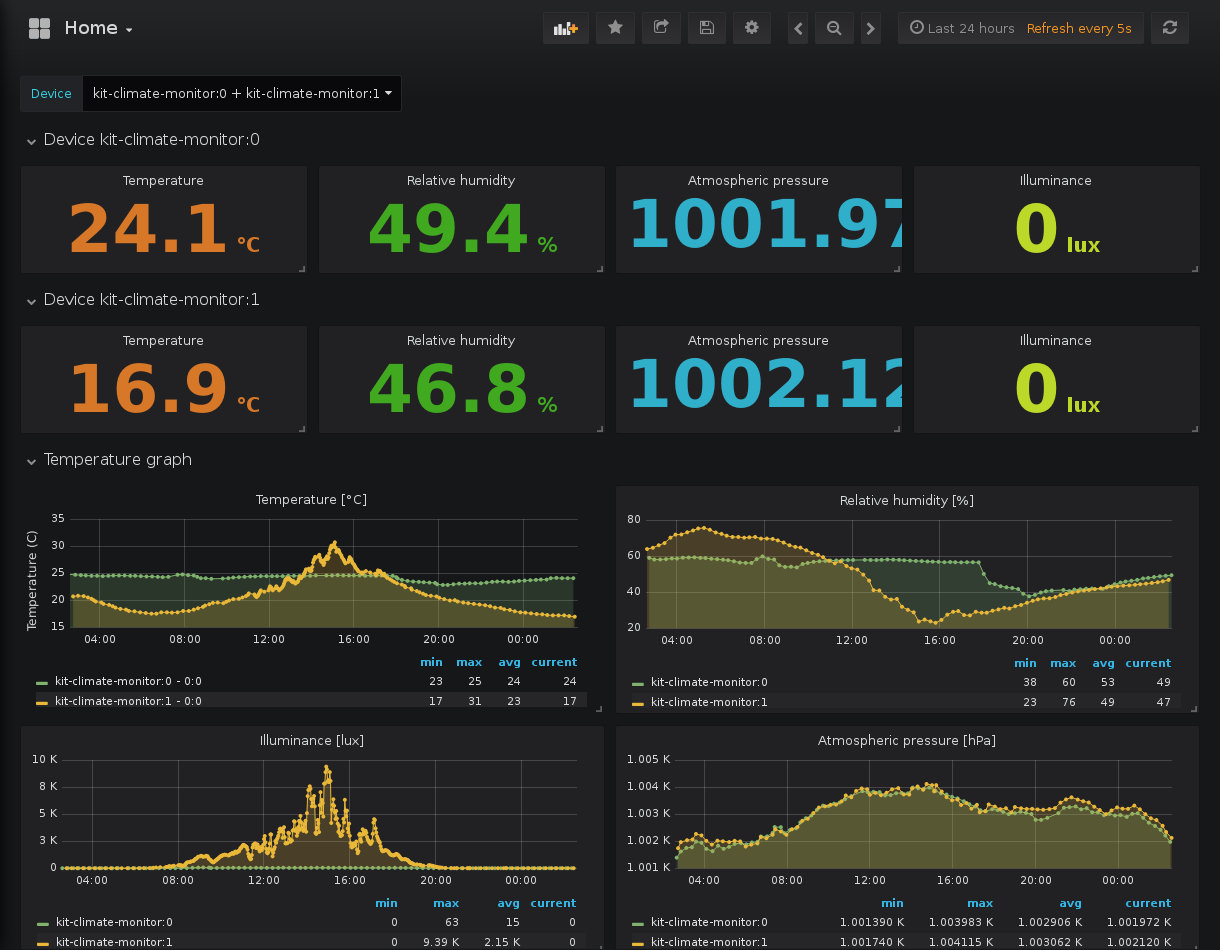 Home
Last 24 hours Refresh every 5s
Device kit-climate-monitor:0 + kit-climate-monitor:1
Device kit-climate-monitor:0
Temperature Relative humidity Atmospheric pressure Illuminance
24.1 °C 49.4 % 1001.97 0 lux
Device kit-climate-monitor:1
Temperature Relative humidity Atmospheric pressure Illuminance
16.9 °C 46.8 % 1002.12 0 lux
Temperature graph
Temperature [°C]
Temperature (C)
35
30
25
20
15
04:00 08:00 12:00 16:00 20:00 00:00
min max avg current
kit-climate-monitor:0 - 0:0 23 25 24 24
kit-climate-monitor:1 - 0:0 17 31 23 17
Relative humidity [%]
80
60
40
20
04:00 08:00 12:00 16:00 20:00 00:00
min max avg current
kit-climate-monitor:0 38 60 53 49
kit-climate-monitor:1 23 76 49 47
Illuminance [lux]
10 K
8 K
5 K
3 K
0
04:00 08:00 12:00 16:00 20:00 00:00
min max avg current
kit-climate-monitor:0 0 63 15 0
kit-climate-monitor:1 0 9.39 K 2.15 K 0
Atmospheric pressure [hPa]
1.005 K
1.004 K
1.003 K
1.002 K
1.001 K
04:00 08:00 12:00 16:00 20:00 00:00
min max avg current
kit-climate-monitor:0 1.001390 K 1.003983 K 1.002906 K 1.001972 K
kit-climate-monitor:1 1.001740 K 1.004115 K 1.003062 K 1.002120 K